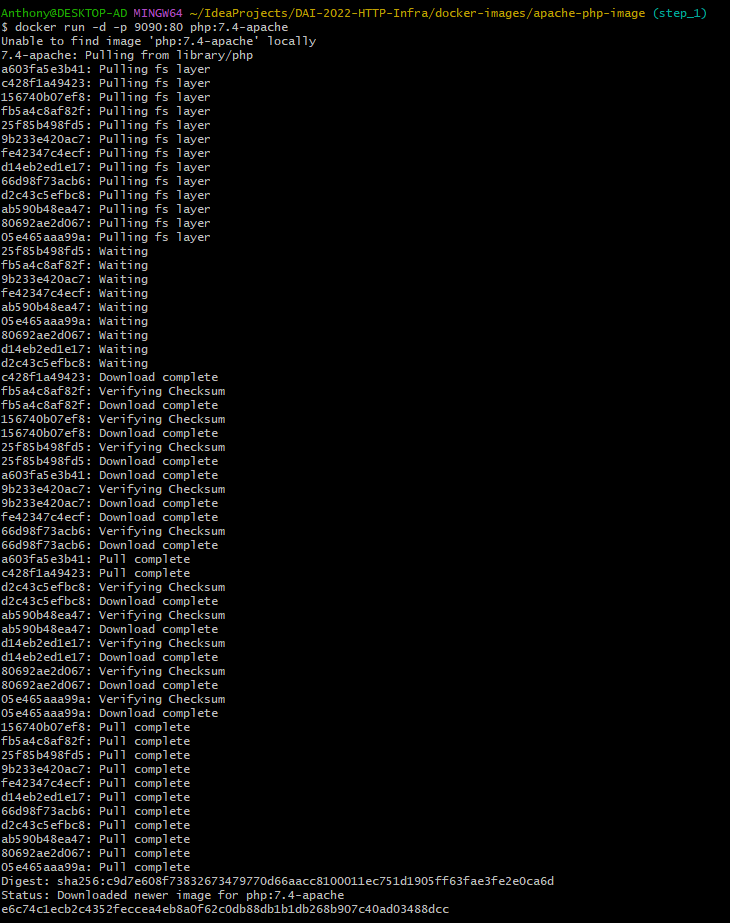 Anthony@DESKTOP-AD MINGW64 ~/IdeaProjects/DAI-2022-HTTP-Infra/docker-images/apache-php-image (step_1)
$ docker run -d -p 9090:80 php:7.4-apache
Unable to find image 'php:7.4-apache' locally
7.4-apache: Pulling from library/php
a603fa5e3b41: Pulling fs layer
c428f1a49423: Pulling fs layer
156740b07ef8: Pulling fs layer
fb5a4c8af82f: Pulling fs layer
25f85b498fd5: Pulling fs layer
9b233e420ac7: Pulling fs layer
fe42347c4ecf: Pulling fs layer
d14eb2ed1e17: Pulling fs layer
66d98f73acb6: Pulling fs layer
d2c43c5efbc8: Pulling fs layer
ab590b48ea47: Pulling fs layer
80692ae2d067: Pulling fs layer
05e465aaa99a: Pulling fs layer
25f85b498fd5: Waiting
fb5a4c8af82f: Waiting
9b233e420ac7: Waiting
fe42347c4ecf: Waiting
ab590b48ea47: Waiting
05e465aaa99a: Waiting
80692ae2d067: Waiting
d14eb2ed1e17: Waiting
d2c43c5efbc8: Waiting
c428f1a49423: Download complete
fb5a4c8af82f: Verifying Checksum
fb5a4c8af82f: Download complete
156740b07ef8: Verifying Checksum
156740b07ef8: Download complete
25f85b498fd5: Verifying Checksum
25f85b498fd5: Download complete
a603fa5e3b41: Download complete
9b233e420ac7: Verifying Checksum
9b233e420ac7: Download complete
fe42347c4ecf: Download complete
66d98f73acb6: Verifying Checksum
66d98f73acb6: Download complete
a603fa5e3b41: Pull complete
c428f1a49423: Pull complete
d2c43c5efbc8: Verifying Checksum
d2c43c5efbc8: Download complete
ab590b48ea47: Verifying Checksum
ab590b48ea47: Download complete
d14eb2ed1e17: Verifying Checksum
d14eb2ed1e17: Download complete
80692ae2d067: Verifying Checksum
80692ae2d067: Download complete
05e465aaa99a: Verifying Checksum
05e465aaa99a: Download complete
156740b07ef8: Pull complete
fb5a4c8af82f: Pull complete
25f85b498fd5: Pull complete
9b233e420ac7: Pull complete
fe42347c4ecf: Pull complete
d14eb2ed1e17: Pull complete
66d98f73acb6: Pull complete
d2c43c5efbc8: Pull complete
ab590b48ea47: Pull complete
80692ae2d067: Pull complete
05e465aaa99a: Pull complete
Digest: sha256:c9d7e608f73832673479770d66aacc8100011ec751d1905ff63fae3fe2e0ca6d
Status: Downloaded newer image for php:7.4-apache
e6c74c1ecb2c4352feccea4eb8a0f62c0db88db1b1db268b907c40ad03488dcc